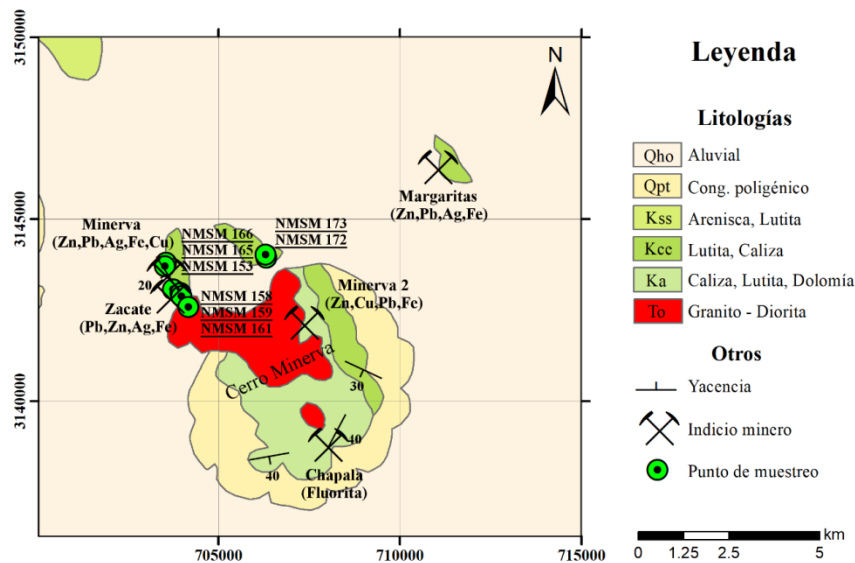 3150000
3145000
3140000
705000
710000
715000
N
Margaritas
(Zn,Pb,Ag,Fe)
Minerva
(Zn,Pb,Ag,Fe,Cu)
NMSM 166
NMSM 165
NMSM 153
NMSM 173
NMSM 172
20
Zacate
(Pb,Zn,Ag,Fe)
NMSM 158
NMSM 159
NMSM 161
Minerva 2
(Zn,Cu,Pb,Fe)
Cerro Minerva
30
40
40
Chapala
(Fluorita)
Leyenda
Litologías
Qho Aluvial
Qpt Cong. poligénico
Kss Arenisca, Lutita
Kce Lutita, Caliza
Ka Caliza, Lutita, Dolomía
To Granito - Diorita
Otros
Yacencia
Indicio minero
Punto de muestreo
km
0 1.25 2.5 5